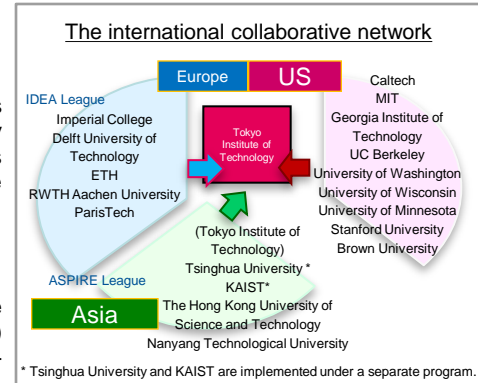 The international collaborative network
Europe
US
IDEA League
Imperial College
Delft University of
Technology
ETH
RWTH Aachen University
ParisTech
Tokyo
Institute of
Technology
Caltech
MIT
Georgia Institute of
Technology
UC Berkeley
University of Washington
University of Wisconsin
University of Minnesota
Stanford University
Brown University
ASPIRE League
Asia
(Tokyo Institute of
Technology)
Tsinghua University *
KAIST*
The Hong Kong University of
Science and Technology
Nanyang Technological University
* Tsinghua University and KAIST are implemented under a separate program.